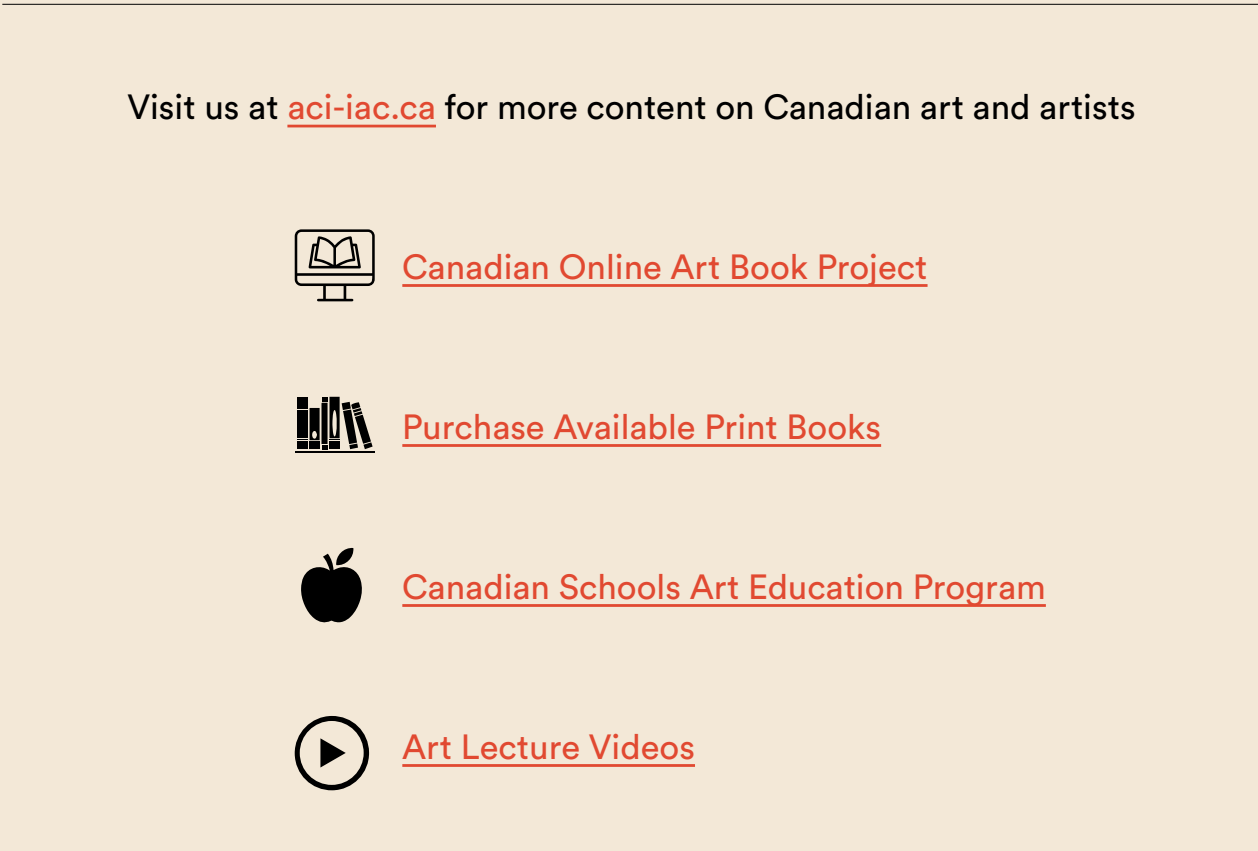 Visit us at aci-iac.ca for more content on Canadian art and artists
Canadian Online Art Book Project
Purchase Available Print Books
Canadian Schools Art Education Program
Art Lecture Videos